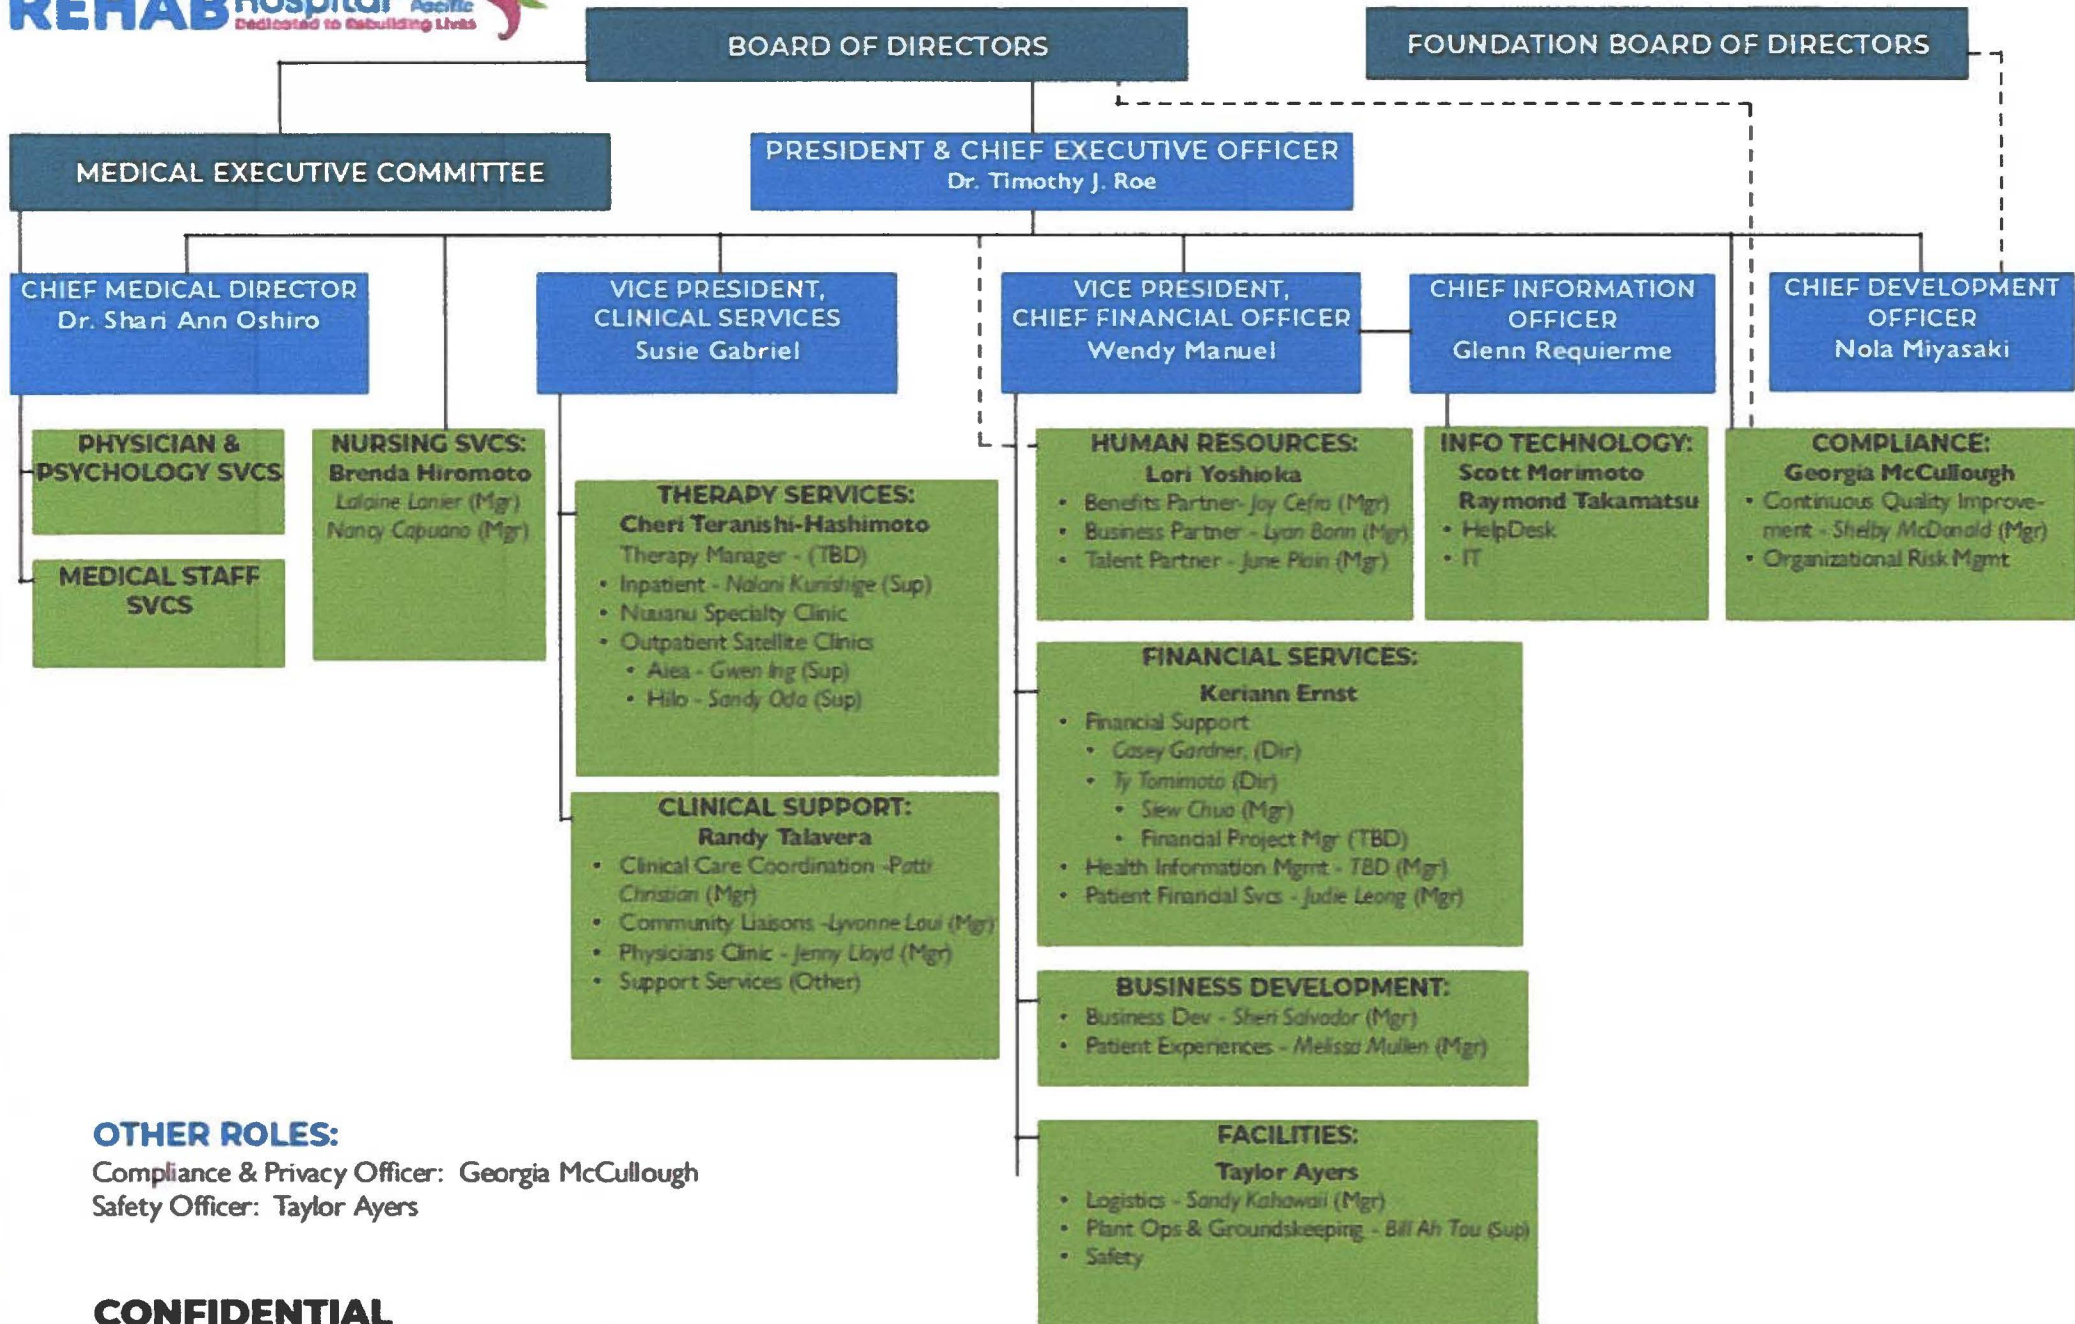 REHAB Hospital
Pacific
Dedicated to Rebuilding Lives
BOARD OF DIRECTORS
FOUNDATION BOARD OF DIRECTORS
MEDICAL EXECUTIVE COMMITTEE
PRESIDENT & CHIEF EXECUTIVE OFFICER
Dr. Timothy J. Roe
CHIEF MEDICAL DIRECTOR
Dr. Shari Ann Oshiro
VICE PRESIDENT,
CLINICAL SERVICES
Susie Gabriel
VICE PRESIDENT,
CHIEF FINANCIAL OFFICER
Wendy Manuel
CHIEF INFORMATION
OFFICER
Glenn Requierme
CHIEF DEVELOPMENT
OFFICER
Nola Miyasaki
PHYSICIAN &
PSYCHOLOGY SVCS
MEDICAL STAFF
SVCS
NURSING SVCS:
Brenda Hiromoto
Lalaine Lanier (Mgr)
Nancy Capuano (Mgr)
THERAPY SERVICES:
Cheri Teranishi-Hashimoto
Therapy Manager - (TBD)
• Inpatient - Nalani Kunishige (Sup)
• Nuuanu Specialty Clinic
• Outpatient Satellite Clinics
• Aiea - Gwen Ing (Sup)
• Hilo - Sandy Oda (Sup)
CLINICAL SUPPORT:
Randy Talavera
• Clinical Care Coordination -Patti
Christian (Mgr)
• Community Liaisons -Lyvonne Loui (Mgr)
• Physicians Clinic - Jenny Lloyd (Mgr)
• Support Services (Other)
HUMAN RESOURCES:
Lori Yoshioka
• Benefits Partner- Joy Cefro (Mgr)
• Business Partner - Lyan Bonn (Mgr)
• Talent Partner - June Plain (Mgr)
INFO TECHNOLOGY:
Scott Morimoto
Raymond Takamatsu
• HelpDesk
• IT
COMPLIANCE:
Georgia McCullough
• Continuous Quality Improve-
ment - Shelby McDonald (Mgr)
• Organizational Risk Mgmt
FINANCIAL SERVICES:
Keriann Ernst
• Financial Support
• Casey Gardner, (Dir)
• Ty Tomimoto (Dir)
• Siew Chua (Mgr)
• Financial Project Mgr (TBD)
• Health Information Mgmt - TBD (Mgr)
• Patient Financial Svcs - Judie Leong (Mgr)
BUSINESS DEVELOPMENT:
• Business Dev - Sheri Salvador (Mgr)
• Patient Experiences - Melissa Mullen (Mgr)
FACILITIES:
Taylor Ayers
• Logistics - Sandy Kahawaii (Mgr)
• Plant Ops & Groundskeeping - Bill Ah Tou (Sup)
• Safety
OTHER ROLES:
Compliance & Privacy Officer: Georgia McCullough
Safety Officer: Taylor Ayers
CONFIDENTIAL